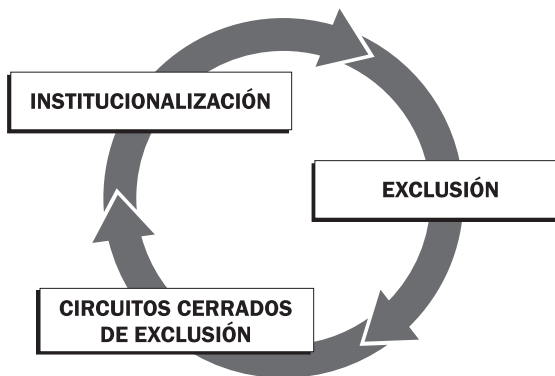 INSTITUCIONALIZACIÓN
EXCLUSIÓN
CIRCUITOS CERRADOS
DE EXCLUSIÓN